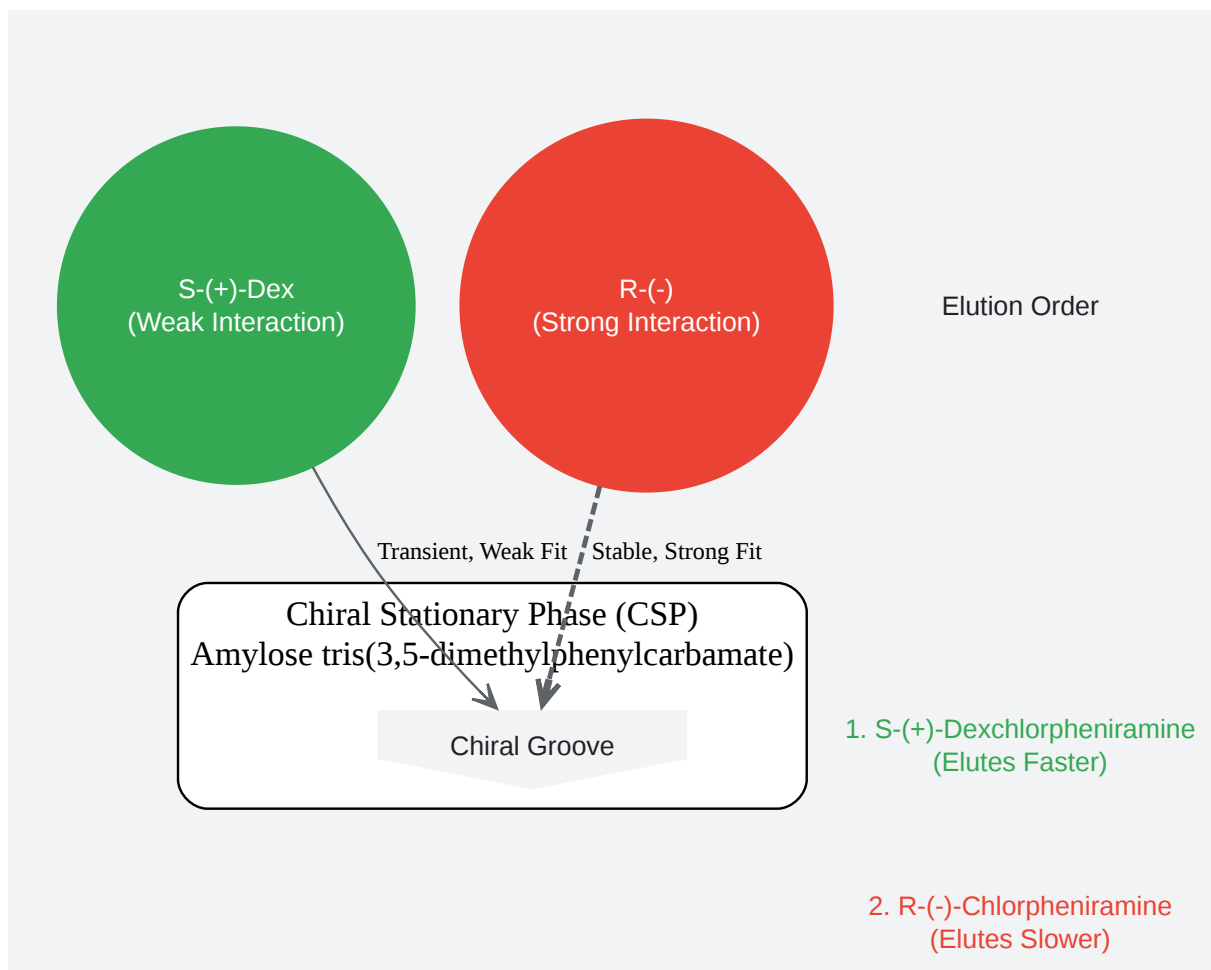 S-(+)-Dex
(Weak Interaction)
R-(-)
(Strong Interaction)
Elution Order
Transient, Weak Fit
Stable, Strong Fit
Chiral Stationary Phase (CSP)
Amylose tris(3,5-dimethylphenylcarbamate)
Chiral Groove
1. S-(+)-Dexchlorpheniramine
(Elutes Faster)
2. R-(-)-Chlorpheniramine
(Elutes Slower)